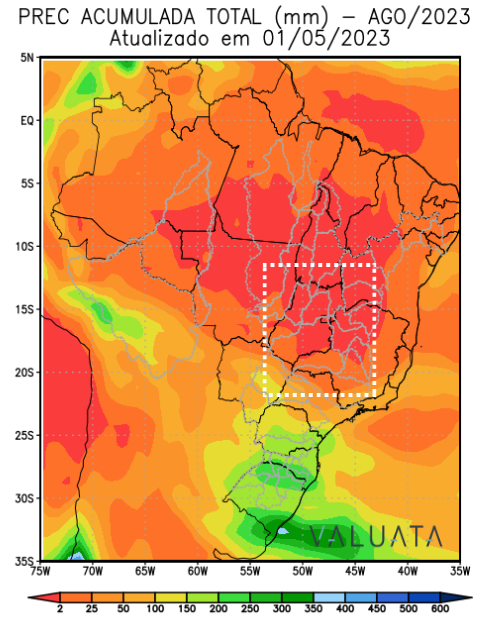 PREC ACUMULADA TOTAL (mm) – AGO/2023
Atualizado em 01/05/2023
5N
EQ
5S
10S
15S
20S
25S
30S
VALUATA
35S
75W 70W 65W 60W 55W 50W 45W 40W 35W
2 25 50 100 150 200 250 300 350 400 450 500 600